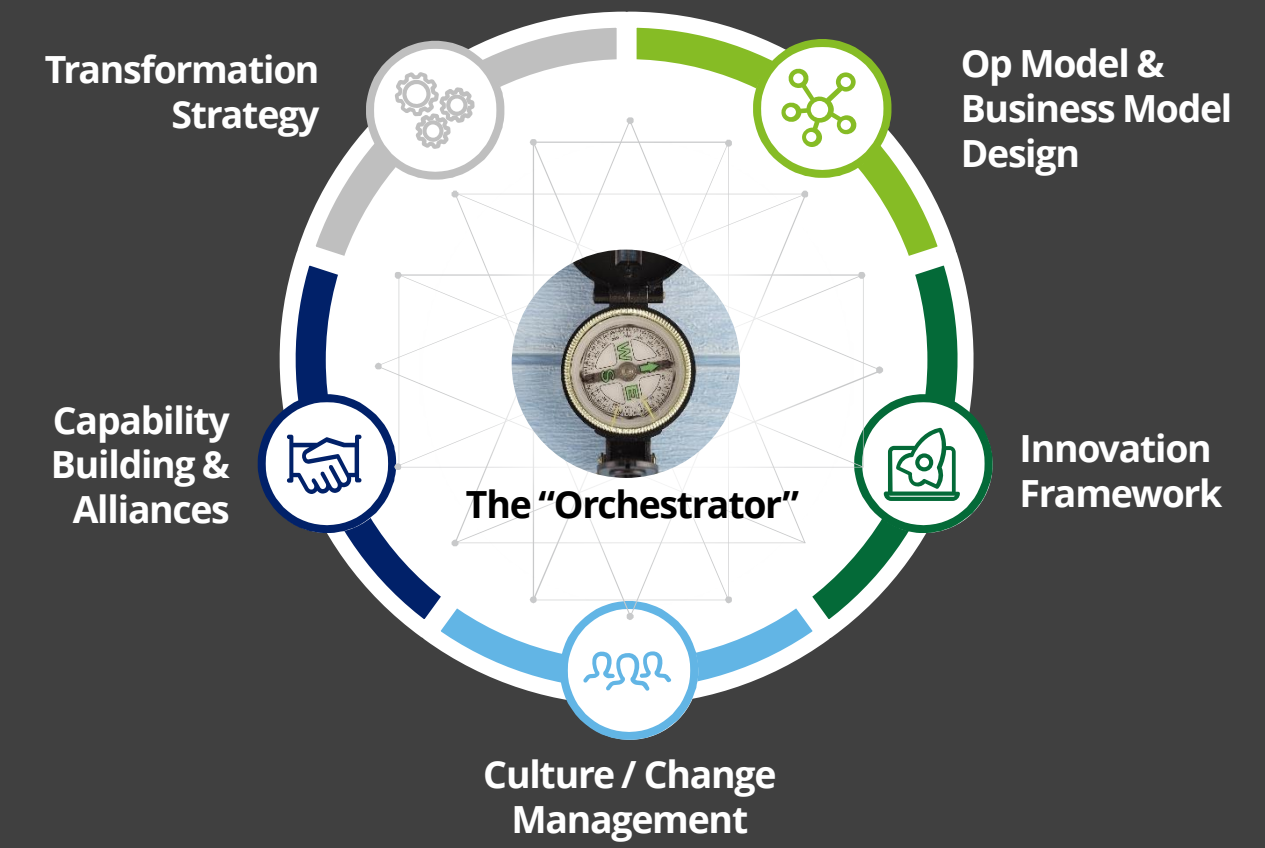 Transformation
Strategy
Op Model &
Business Model
Design
Capability
Building &
Alliances
Innovation
Framework
W
S
E
The “Orchestrator”
Culture / Change
Management